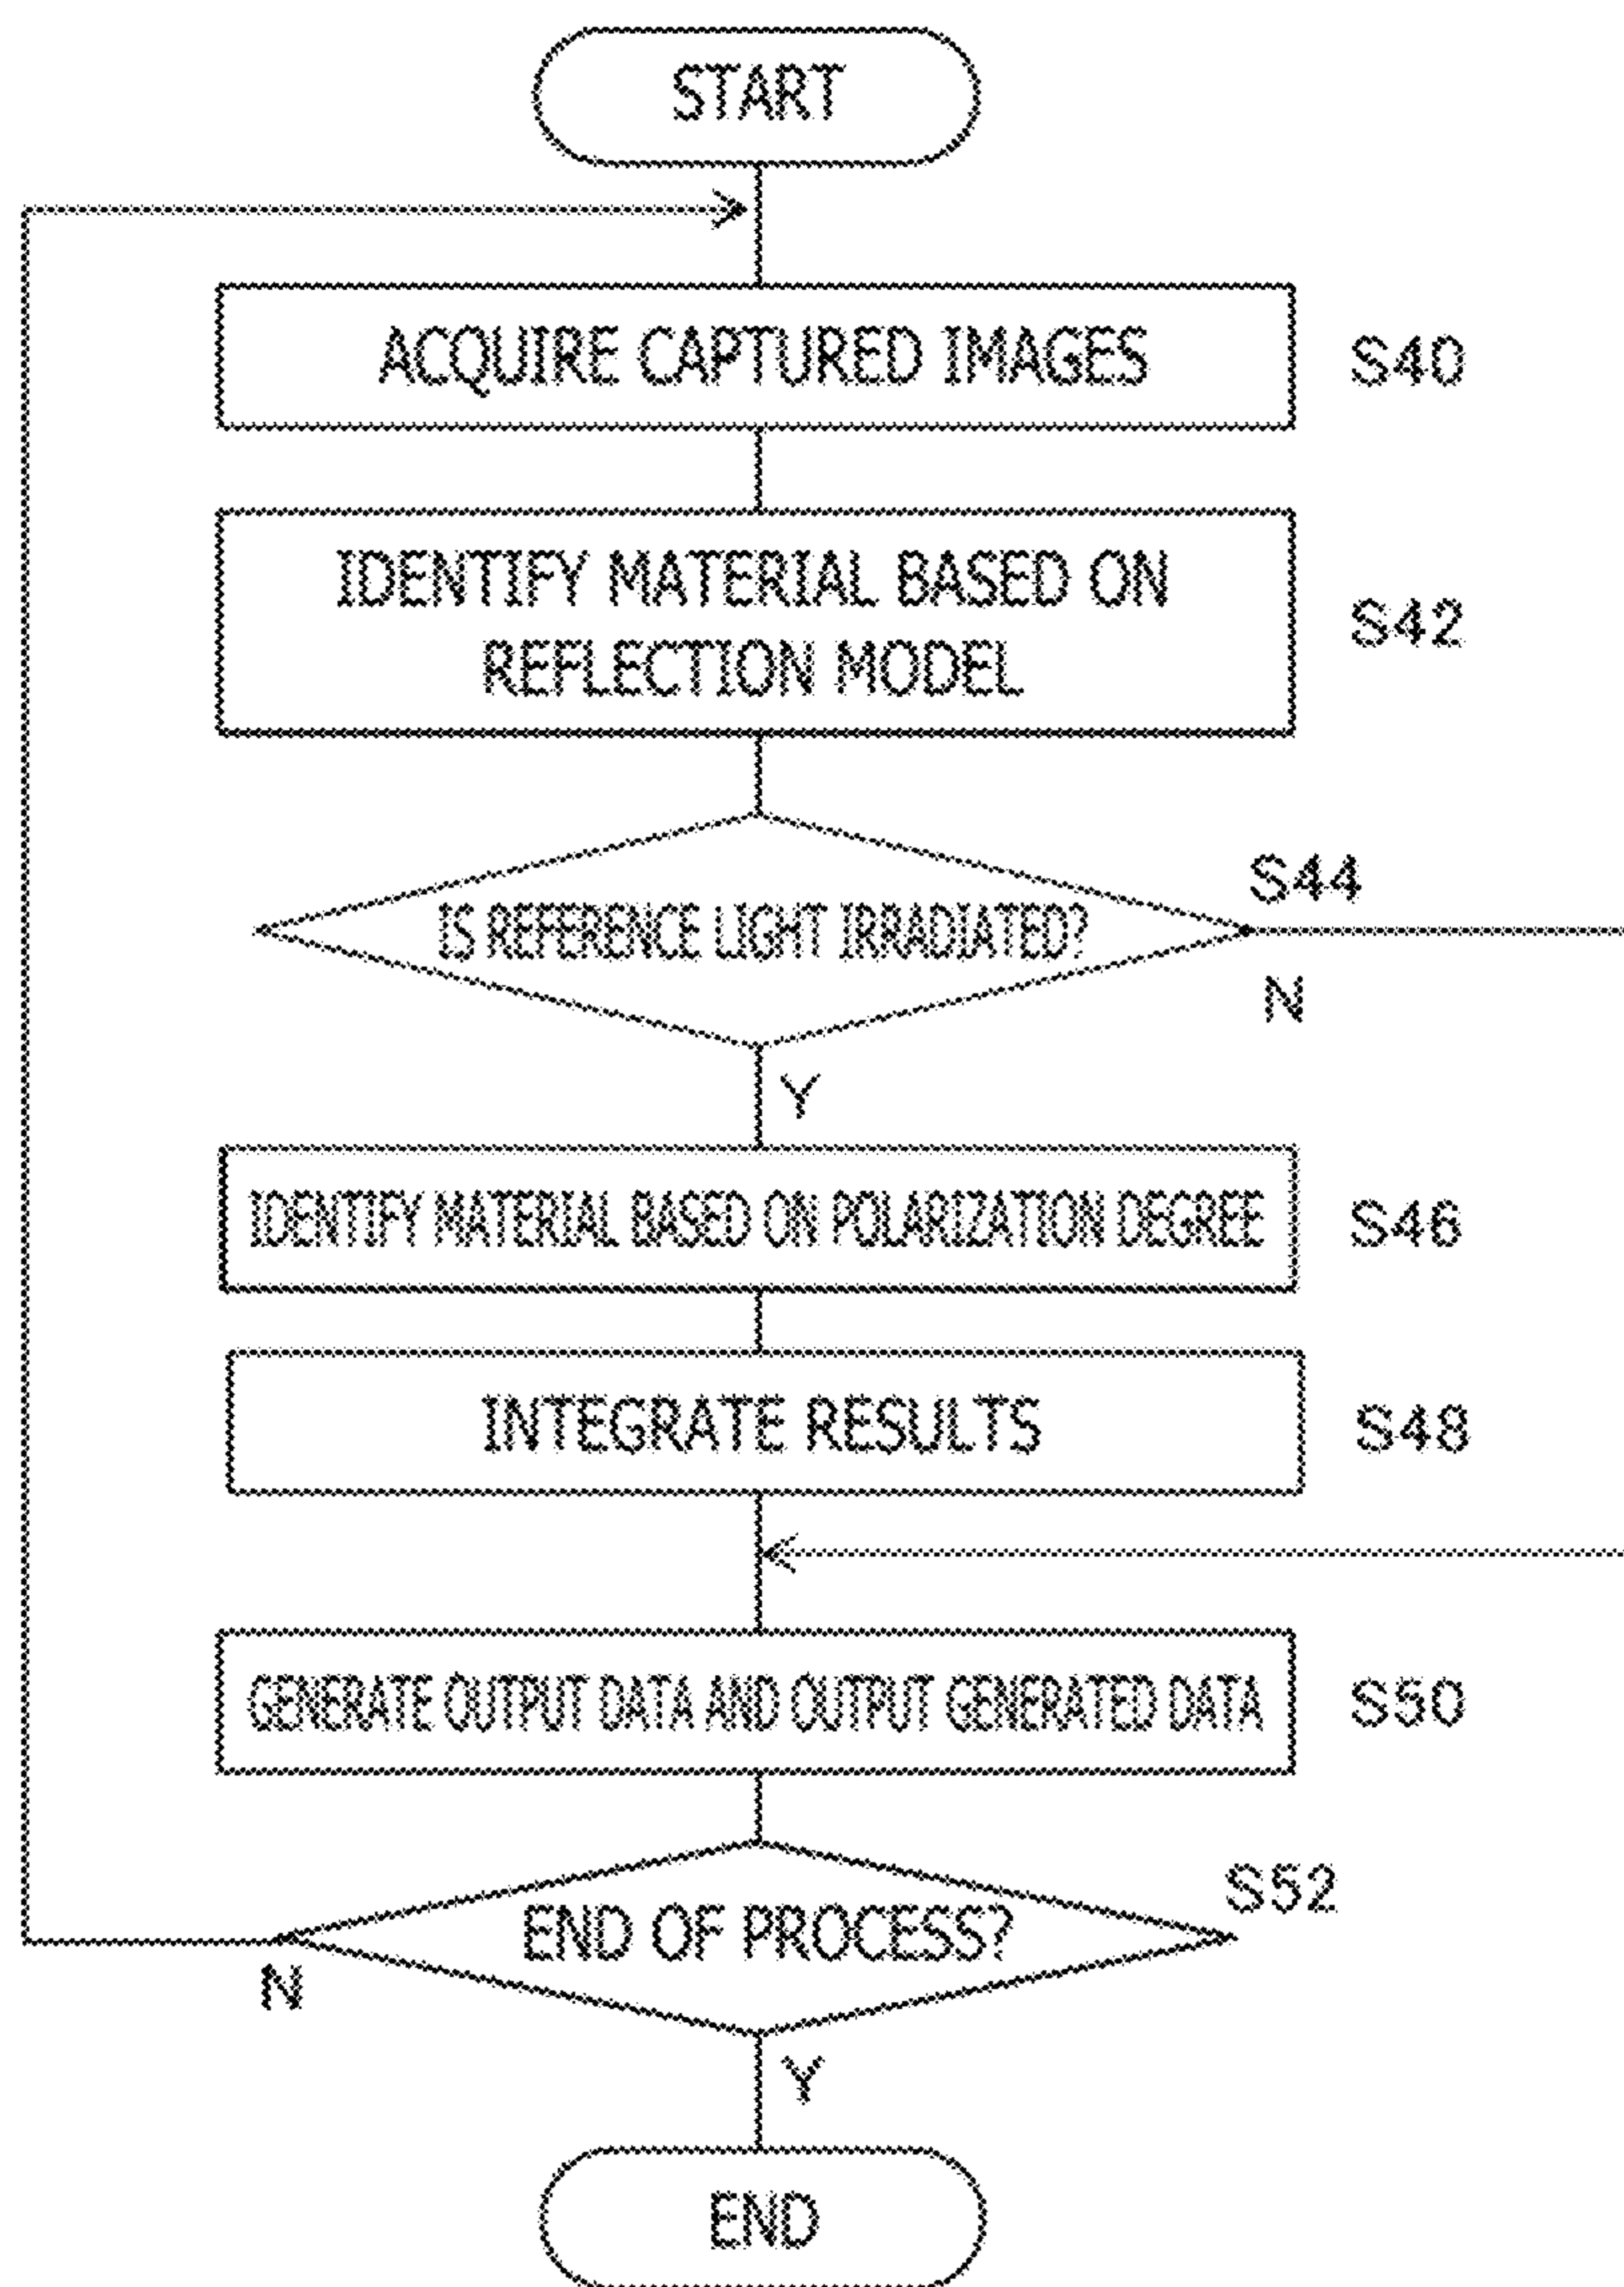 START
ACQUIRE CAPTURED IMAGES
S40
IDENTIFY MATERIAL BASED ON
REFLECTION MODEL
S42
IS REFERENCE LIGHT IRRADIATED?
S44
N
Y
IDENTIFY MATERIAL BASED ON POLARIZATION DEGREE
S46
INTEGRATE RESULTS
S48
GENERATE OUTPUT DATA AND OUTPUT GENERATED DATA
S50
END OF PROCESS?
S52
N
Y
END